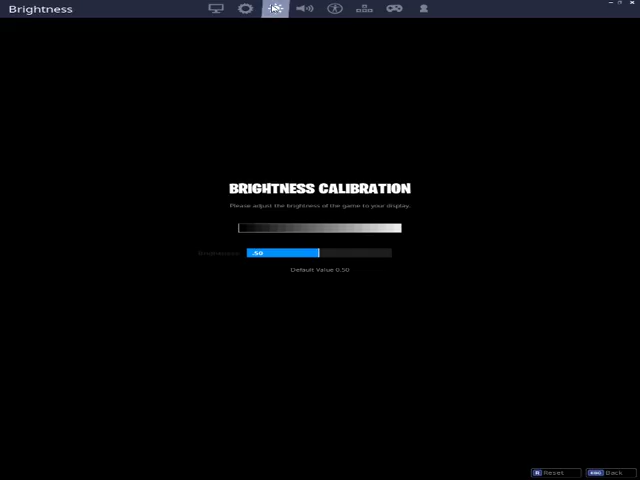 Brightness
BRIGHTNESS CALIBRATION
Please adjust the brightness of the game to your display.
Brightness .50
Default Value 0.50
R Reset
Back